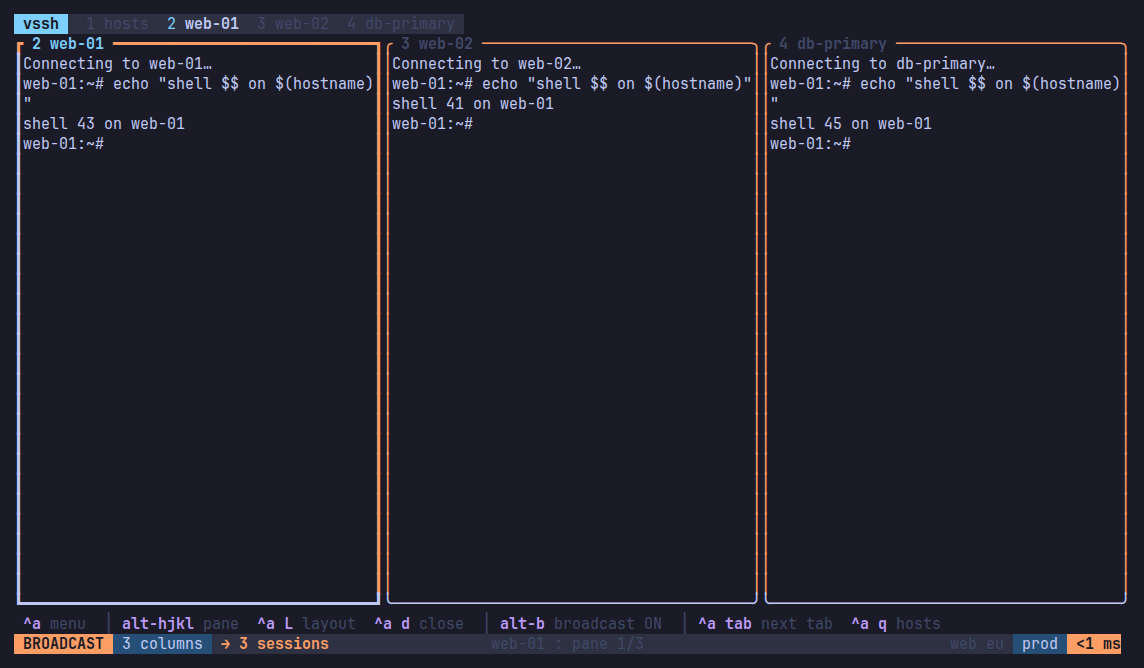 vssh 1 hosts 2 web-01 3 web-02 4 db-primary
2 web-01
Connecting to web-01…
web-01:~# echo "shell $$ on $(hostname)
"
shell 43 on web-01
web-01:~#
3 web-02
Connecting to web-02…
web-01:~# echo "shell $$ on $(hostname)"
shell 41 on web-01
web-01:~#
4 db-primary
Connecting to db-primary…
web-01:~# echo "shell $$ on $(hostname)
"
shell 45 on web-01
web-01:~#
^a menu │ alt-hjkl pane ^a L layout ^a d close │ alt-b broadcast ON │ ^a tab next tab ^a q hosts
BROADCAST 3 columns → 3 sessions web-01 : pane 1/3 web eu prod <1 ms